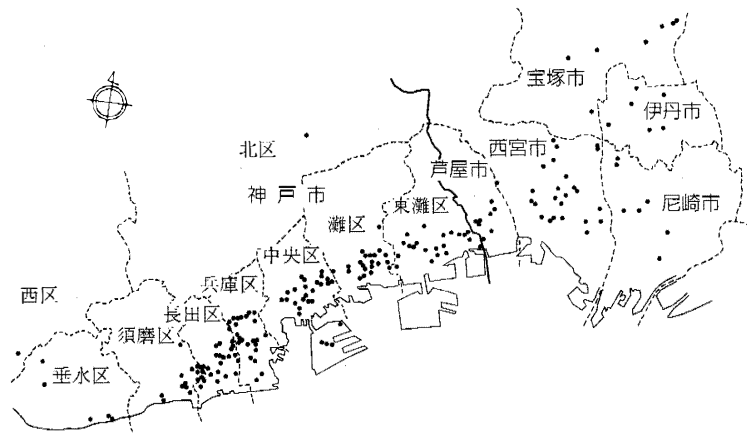 宝塚市
伊丹市
西宮市
北区
芦屋市
神戸市
東灘区
尼崎市
灘区
中央区
兵庫区
西区
長田区
須磨区
垂水区